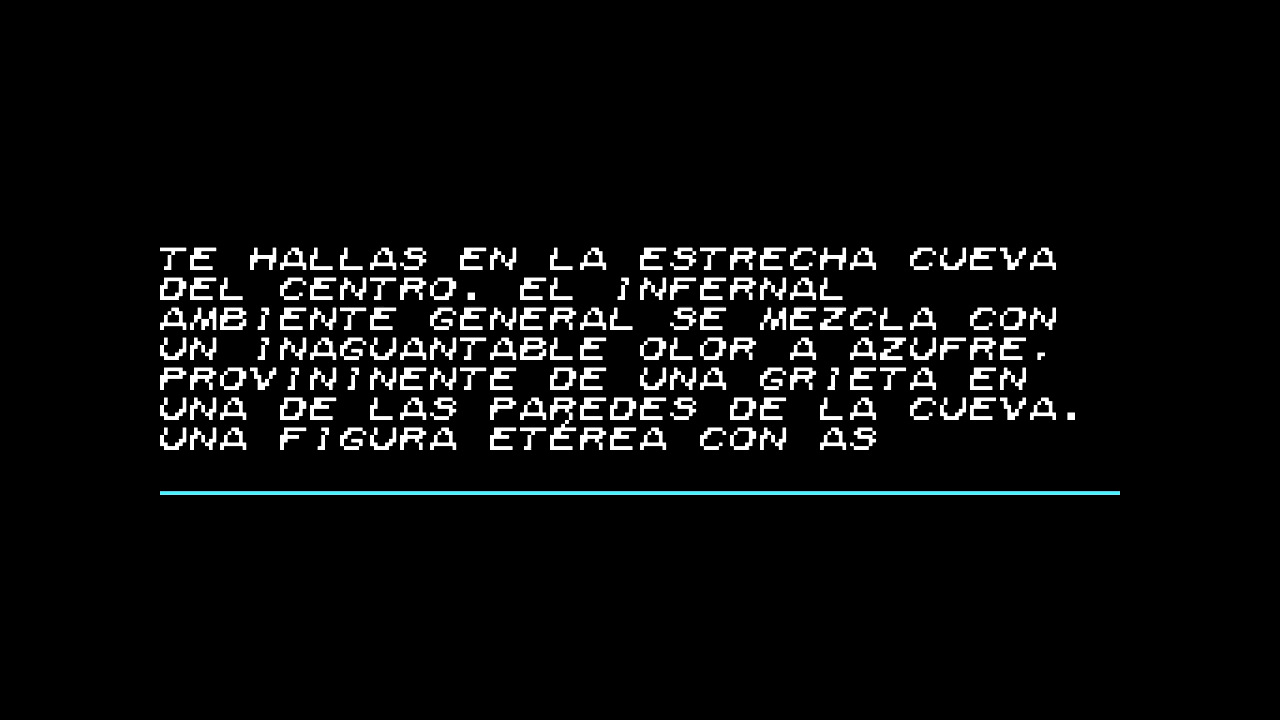 TE HALLAS EN LA ESTRECHA CUEVA
DEL CENTRO. EL INFERNAL
AMBIENTE GENERAL SE MEZCLA CON
UN INAGUANTABLE OLOR A AZUFRE,
PROVININENTE DE UNA GRIETA EN
UNA DE LAS PAREDES DE LA CUEVA.
UNA FIGURA ETÉREA CON AS